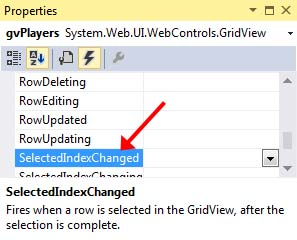 Properties
gvPlayers System.Web.UI.WebControls.GridView
RowDeleting
RowEditing
RowUpdated
RowUpdating
SelectedIndexChanged
SelectedIndexChanging
SelectedIndexChanged
Fires when a row is selected in the GridView, after the
selection is complete.